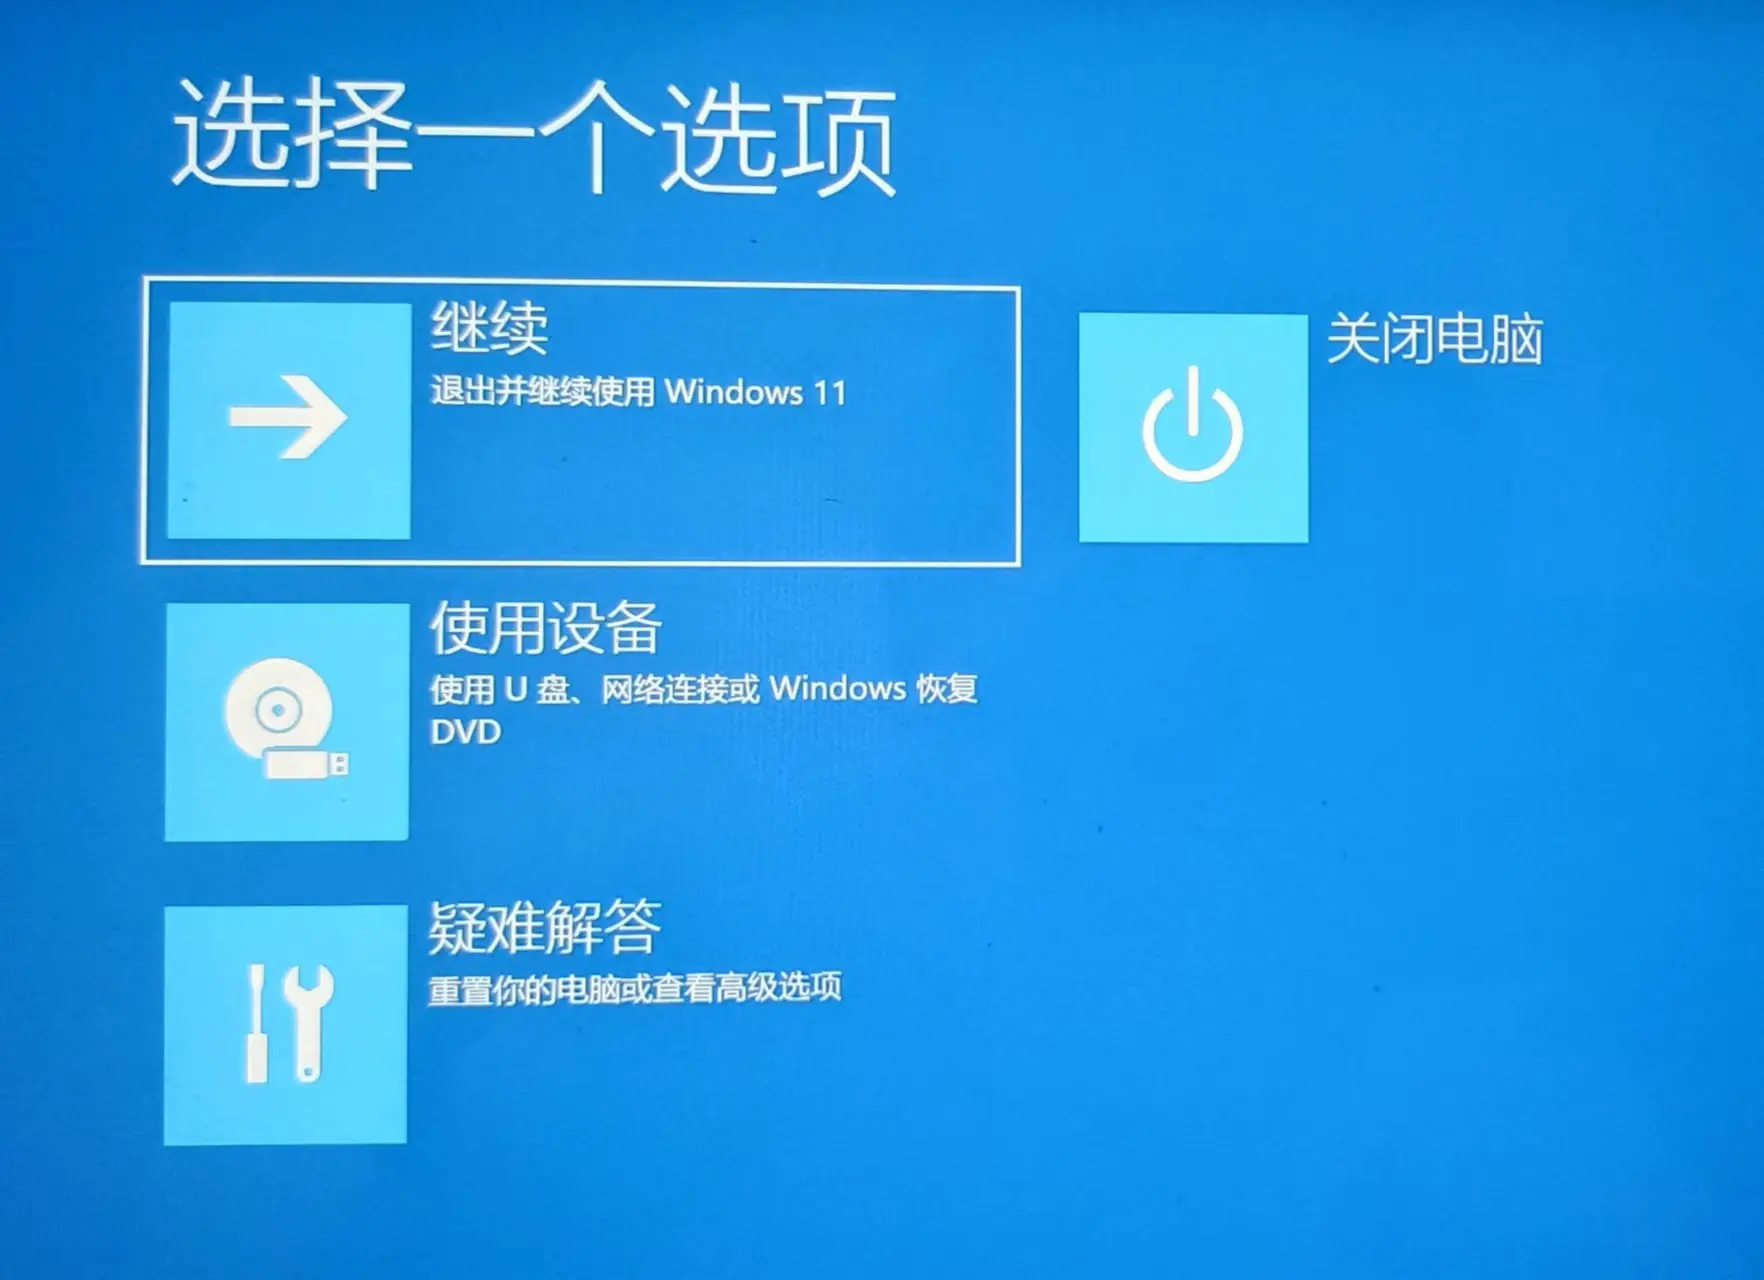 选择一个选项
继续
退出并继续使用 Windows 11
关闭电脑
使用设备
使用 U 盘、网络连接或 Windows 恢复
DVD
疑难解答
重置你的电脑或查看高级选项